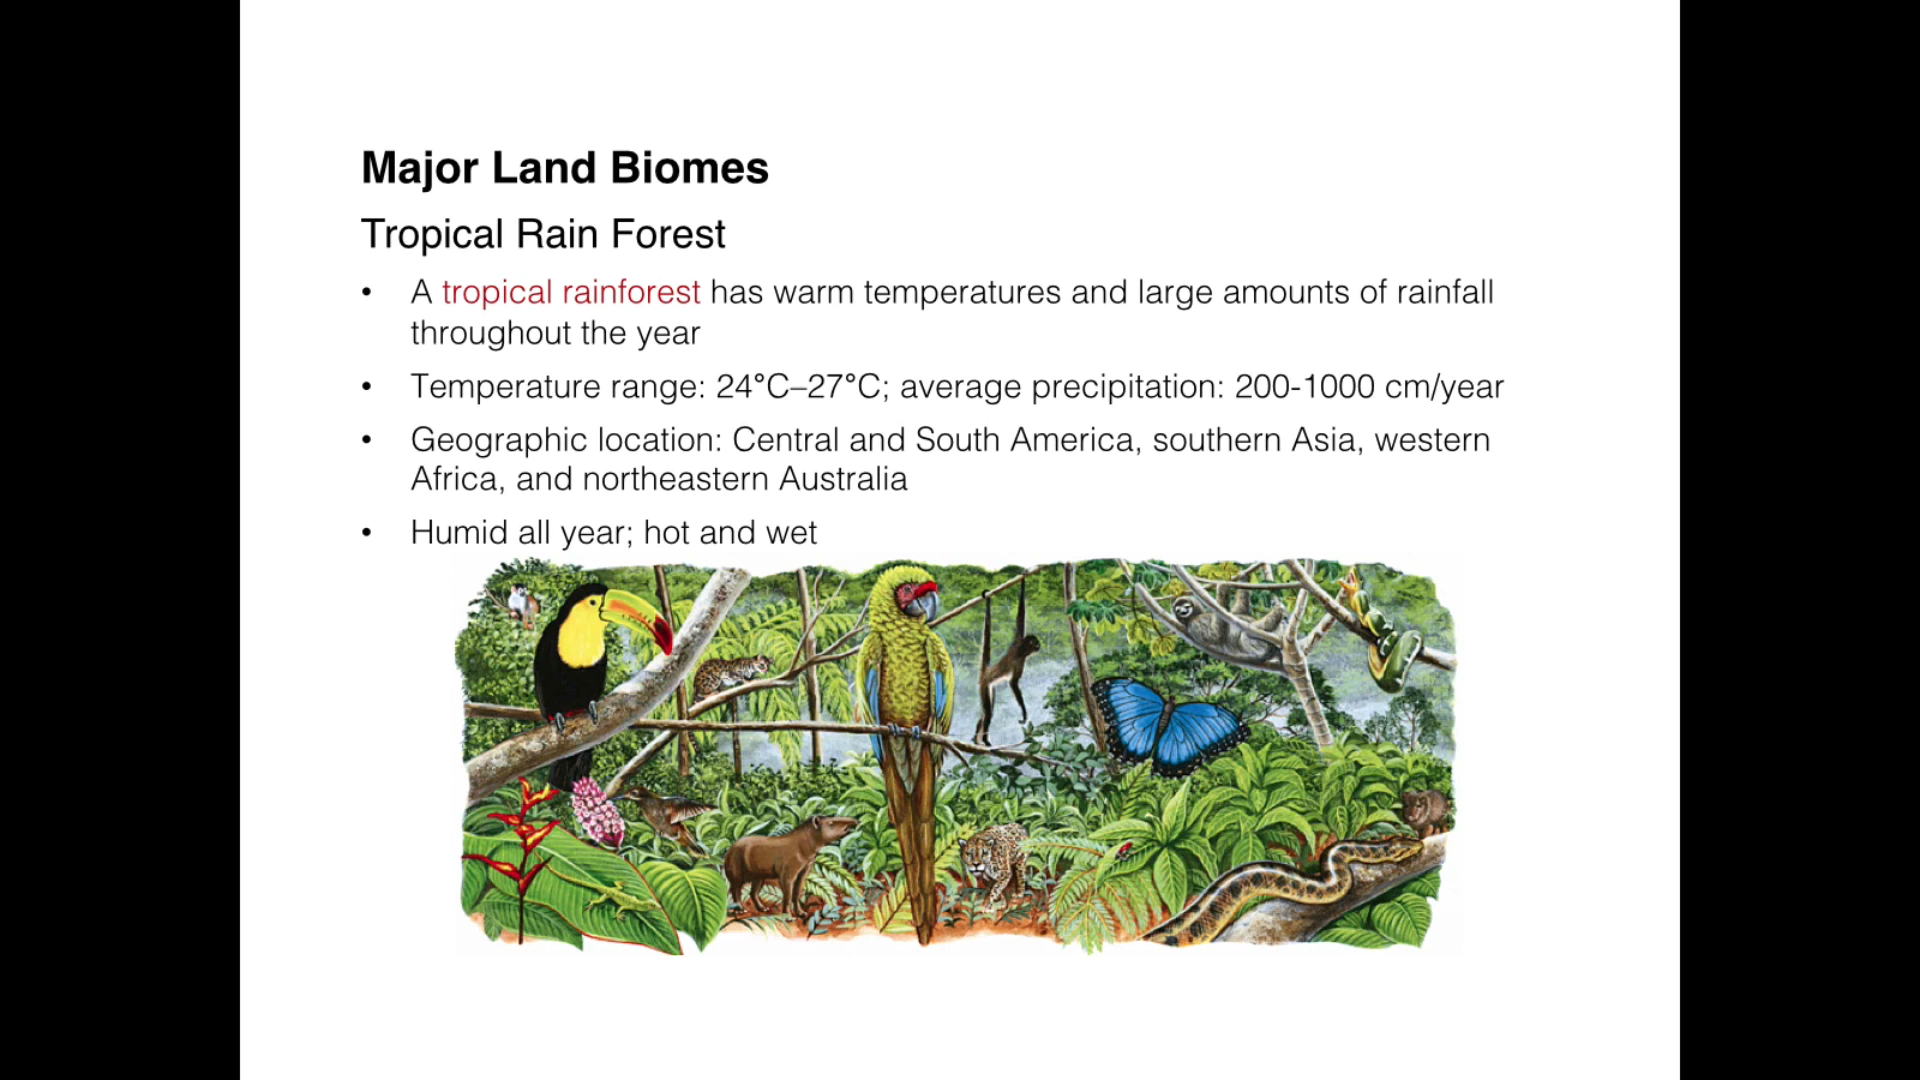 Major Land Biomes
Tropical Rain Forest
• A tropical rainforest has warm temperatures and large amounts of rainfall
throughout the year
• Temperature range: 24°C–27°C; average precipitation: 200-1000 cm/year
• Geographic location: Central and South America, southern Asia, western
Africa, and northeastern Australia
• Humid all year; hot and wet